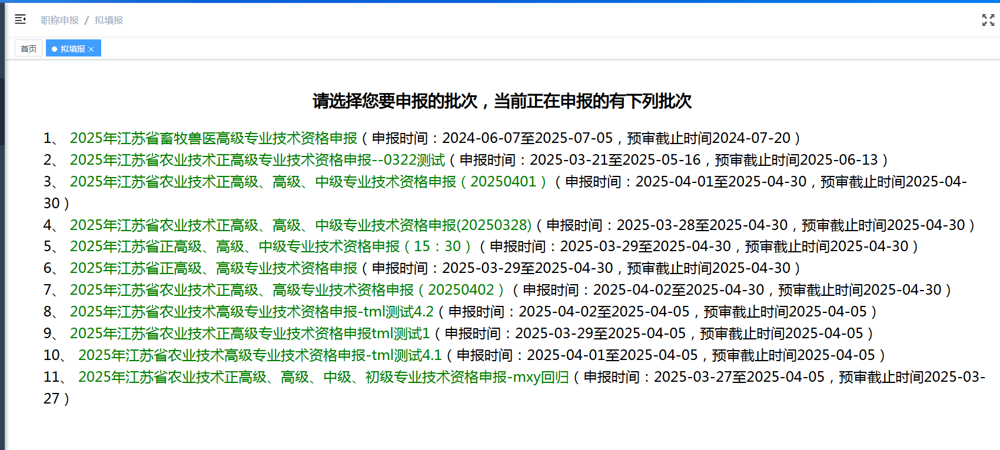 职称申报 / 拟填报
首页 拟填报 ×
请选择您要申报的批次，当前正在申报的有下列批次
1、 2025年江苏省畜牧兽医高级专业技术资格申报（申报时间：2024-06-07至2025-07-05，预审截止时间2024-07-20）
2、 2025年江苏省农业技术正高级专业技术资格申报--0322测试（申报时间：2025-03-21至2025-05-16，预审截止时间2025-06-13）
3、 2025年江苏省农业技术正高级、高级、中级专业技术资格申报（20250401）（申报时间：2025-04-01至2025-04-30，预审截止时间2025-04-
30）
4、 2025年江苏省农业技术正高级、高级、中级专业技术资格申报(20250328)（申报时间：2025-03-28至2025-04-30，预审截止时间2025-04-30）
5、 2025年江苏省正高级、高级、中级专业技术资格申报（15：30）（申报时间：2025-03-29至2025-04-30，预审截止时间2025-04-30）
6、 2025年江苏省正高级、高级专业技术资格申报（申报时间：2025-03-29至2025-04-30，预审截止时间2025-04-30）
7、 2025年江苏省农业技术正高级、高级专业技术资格申报（20250402）（申报时间：2025-04-02至2025-04-30，预审截止时间2025-04-30）
8、 2025年江苏省农业技术高级专业技术资格申报-tml测试4.2（申报时间：2025-04-02至2025-04-05，预审截止时间2025-04-05）
9、 2025年江苏省农业技术正高级专业技术资格申报tml测试1（申报时间：2025-03-29至2025-04-05，预审截止时间2025-04-05）
10、 2025年江苏省农业技术高级专业技术资格申报-tml测试4.1（申报时间：2025-04-01至2025-04-05，预审截止时间2025-04-05）
11、 2025年江苏省农业技术正高级、高级、中级、初级专业技术资格申报-mxy回归（申报时间：2025-03-27至2025-04-05，预审截止时间2025-03-
27）